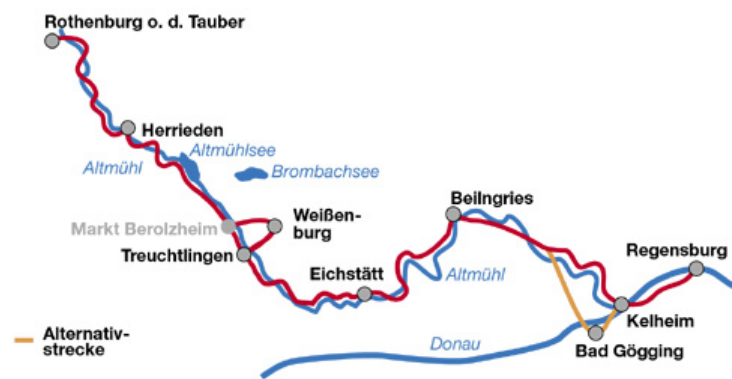 Rothenburg o. d. Tauber
Herrieden
Altmühlsee
Altmühl
Brombachsee
Beilngries
Markt Berolzheim
Weißen-
burg
Treuchtlingen
Regensburg
Eichstätt
Altmühl
Kelheim
Alternativ-
strecke
Donau
Bad Gögging